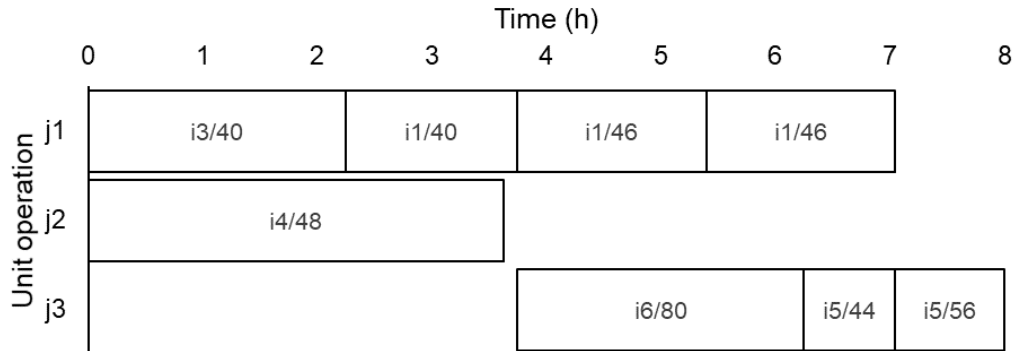 Time (h)
0 1 2 3 4 5 6 7 8
Unit operation
j1 i3/40 i1/40 i1/46 i1/46
j2 i4/48
j3 i6/80 i5/44 i5/56